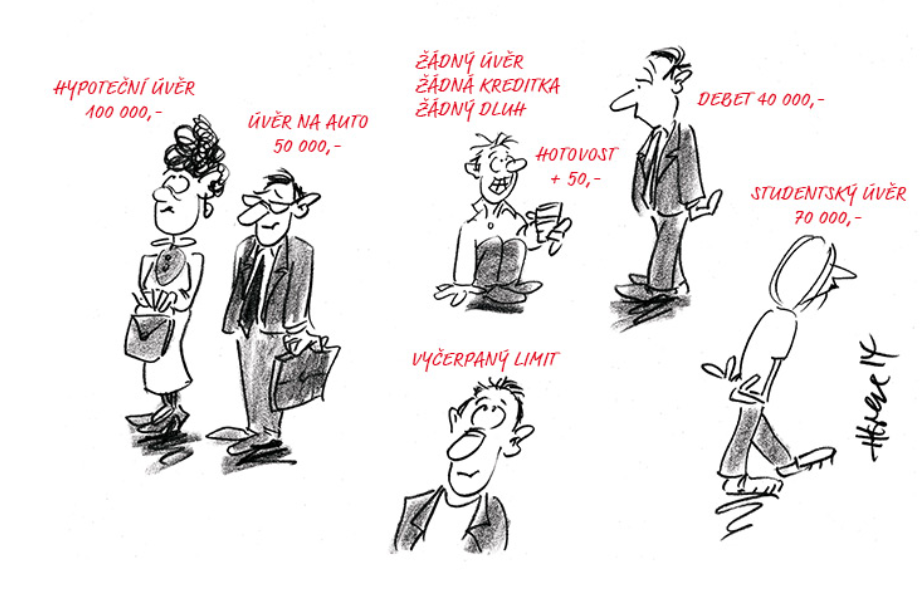 HYPOTEČNÍ ÚVĚR
100 000,-
ÚVĚR NA AUTO
50 000,-
ŽÁDNÝ ÚVĚR
ŽÁDNÁ KREDITKA
ŽÁDNÝ DLUH
HOTOVOST
+ 50,-
DEBET 40 000,-
STUDENTSKÝ ÚVĚR
70 000,-
VYČERPANÝ LIMIT